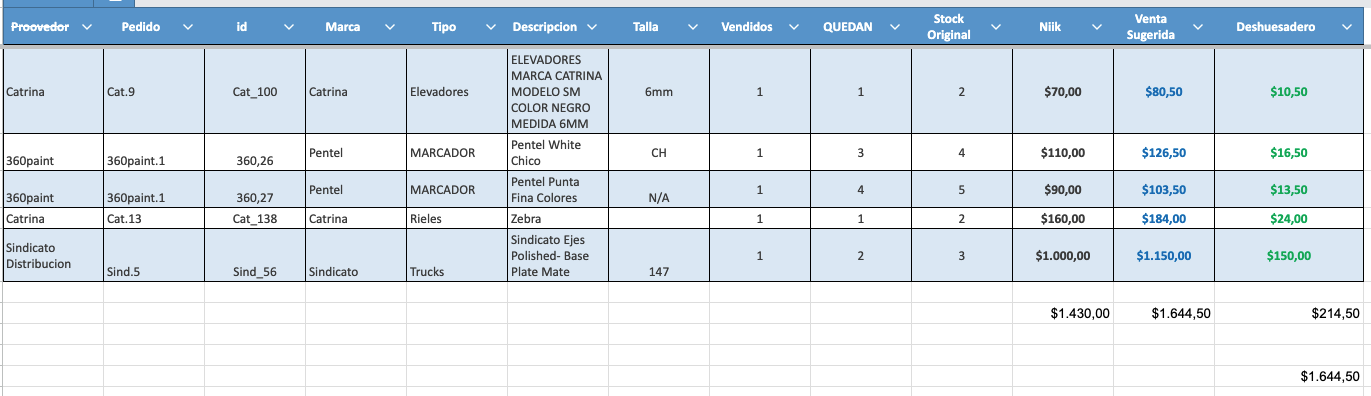 Proovedor Pedido id Marca Tipo Descripcion Talla Vendidos QUEDAN Stock Original Niik Venta Sugerida Deshuesadero
Catrina Cat.9 Cat_100 Catrina Elevadores ELEVADORES MARCA CATRINA MODELO SM COLOR NEGRO MEDIDA 6MM 6mm 1 1 2 $70,00 $80,50 $10,50
360paint 360paint.1 360,26 Pentel MARCADOR Pentel White Chico CH 1 3 4 $110,00 $126,50 $16,50
360paint 360paint.1 360,27 Pentel MARCADOR Pentel Punta Fina Colores N/A 1 4 5 $90,00 $103,50 $13,50
Catrina Cat.13 Cat_138 Catrina Rieles Zebra 1 1 2 $160,00 $184,00 $24,00
Sindicato Distribucion Sind.5 Sind_56 Sindicato Trucks Sindicato Ejes Polished- Base Plate Mate 147 1 2 3 $1.000,00 $1.150,00 $150,00
$1.430,00 $1.644,50 $214,50
$1.644,50